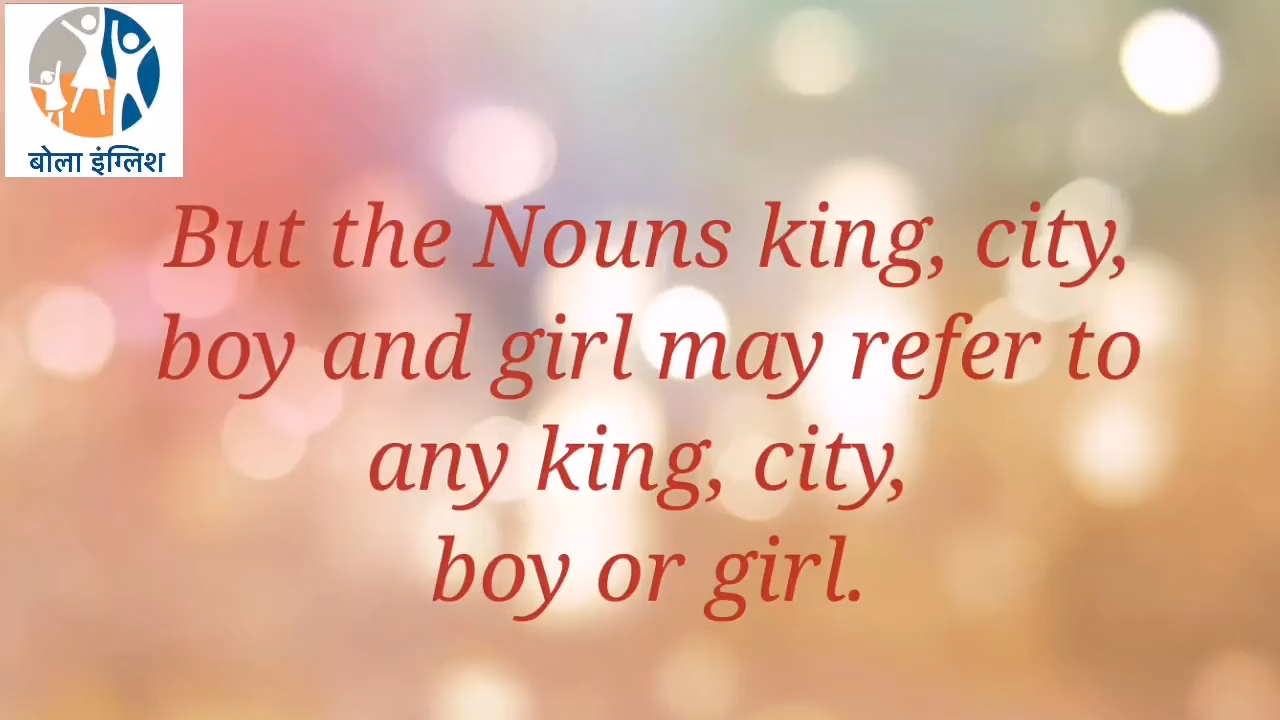 बोला इंग्लिश
But the Nouns king, city,
boy and girl may refer to
any king, city,
boy or girl.